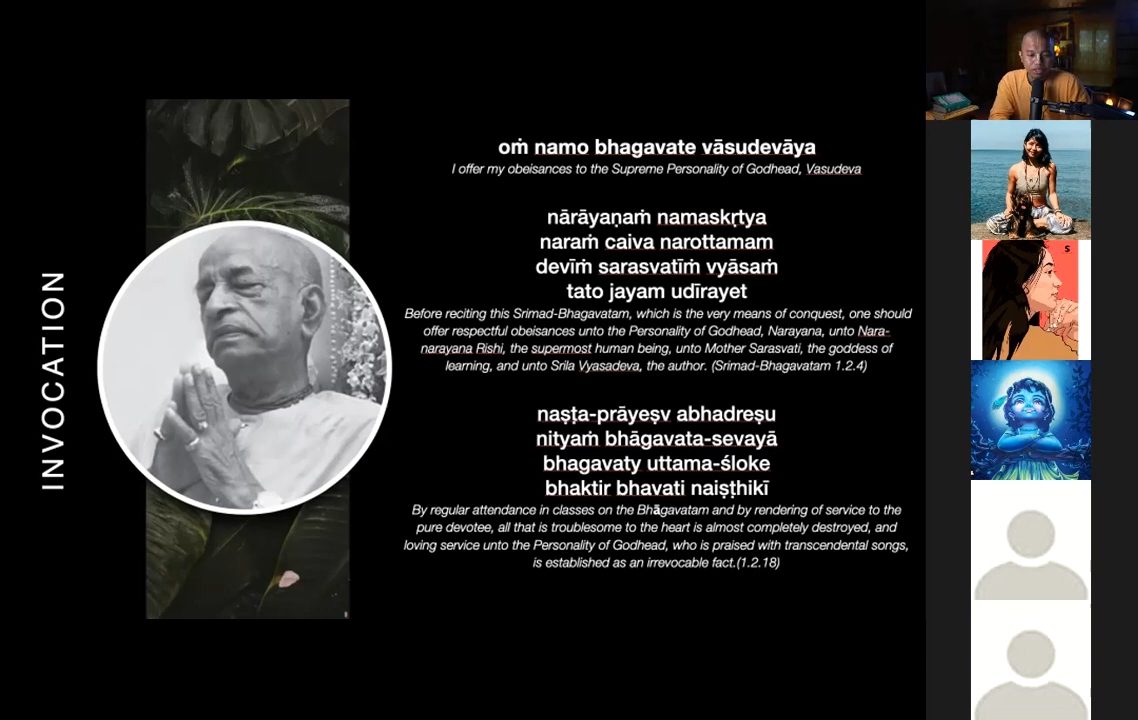 INVOCATION
oṁ namo bhagavate vāsudevāya
I offer my obeisances to the Supreme Personality of Godhead, Vasudeva
nārāyaṇaṁ namaskṛtya
naraṁ caiva narottamam
devīṁ sarasvatīṁ vyāsaṁ
tato jayam udīrayet
Before reciting this Srimad-Bhagavatam, which is the very means of conquest, one should
offer respectful obeisances unto the Personality of Godhead, Narayana, unto Nara-
narayana Rishi, the supermost human being, unto Mother Sarasvati, the goddess of
learning, and unto Srila Vyasadeva, the author. (Srimad-Bhagavatam 1.2.4)
naṣṭa-prāyeṣv abhadreṣu
nityaṁ bhāgavata-sevayā
bhagavaty uttama-śloke
bhaktir bhavati naiṣṭhikī
By regular attendance in classes on the Bhāgavatam and by rendering of service to the
pure devotee, all that is troublesome to the heart is almost completely destroyed, and
loving service unto the Personality of Godhead, who is praised with transcendental songs,
is established as an irrevocable fact.(1.2.18)
S